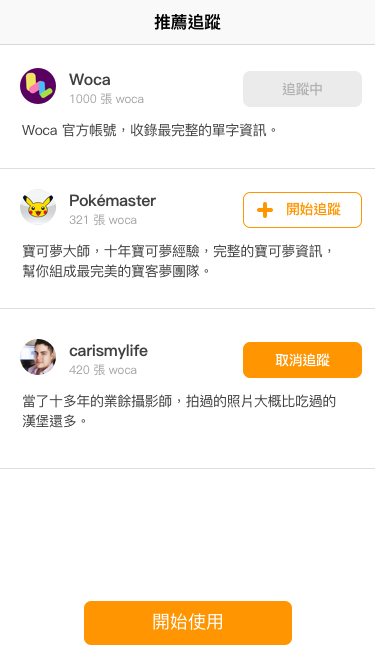 推薦追蹤
Woca
1000 張 woca
追蹤中
Woca 官方帳號，收錄最完整的單字資訊。
Pokémaster
321 張 woca
開始追蹤
寶可夢大師，十年寶可夢經驗，完整的寶可夢資訊，
幫你組成最完美的寶客夢團隊。
carismylife
420 張 woca
取消追蹤
當了十多年的業餘攝影師，拍過的照片大概比吃過的
漢堡還多。
開始使用